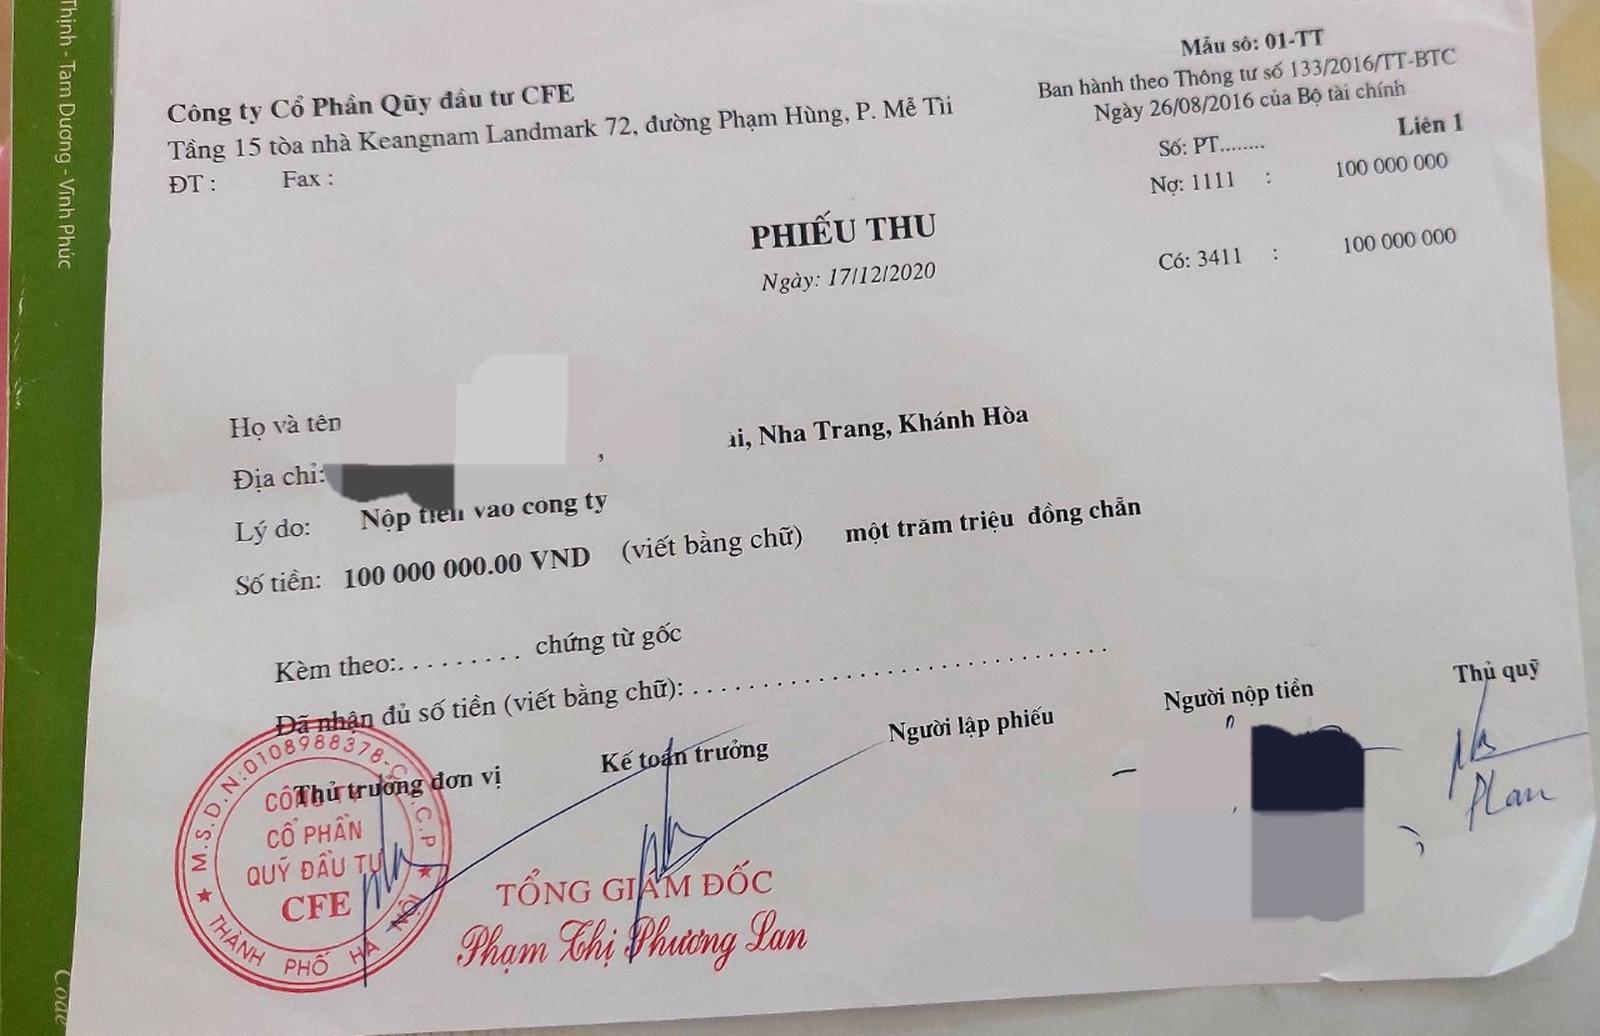 Thịnh - Tam Dương - Vĩnh Phúc
Code
Công ty Cổ Phần Qũy đầu tư CFE
Tầng 15 tòa nhà Keangnam Landmark 72, đường Phạm Hùng, P. Mễ Tii
ĐT : Fax :
Mẫu sô: 01-TT
Ban hành theo Thông tư số 133/2016/TT-BTC
Ngày 26/08/2016 của Bộ tài chính
Liên 1
Số: PT........
Nợ: 1111 : 100 000 000
Có: 3411 : 100 000 000
PHIẾU THU
Ngày: 17/12/2020
Họ và tên
Địa chỉ: , ải, Nha Trang, Khánh Hòa
Lý do: Nộp tiền vao cong ty
Số tiền: 100 000 000.00 VND (viết bằng chữ) một trăm triệu đồng chẵn
Kèm theo:......... chứng từ gốc
Đã nhận đủ số tiền (viết bằng chữ): ..............................
Thủ trưởng đơn vị Kế toán trưởng Người lập phiếu Người nộp tiền Thủ quỹ
M.S.D.N:0108988378-C.T.C.P
CÔNG TY
CỔ PHẦN
QUỸ ĐẦU TƯ
CFE
THÀNH PHỐ HÀ NỘI
TỔNG GIÁM ĐỐC
Phạm Thị Phương Lan
Plan